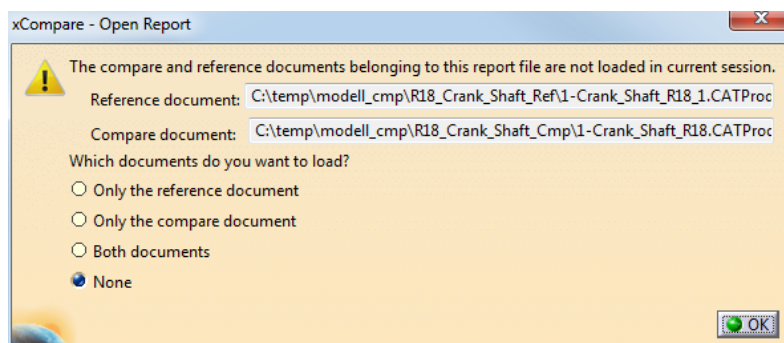 xCompare - Open Report
The compare and reference documents belonging to this report file are not loaded in current session.
Reference document: C:\temp\modell_cmp\R18_Crank_Shaft_Ref\1-Crank_Shaft_R18_1.CATProd
Compare document: C:\temp\modell_cmp\R18_Crank_Shaft_Cmp\1-Crank_Shaft_R18.CATProd
Which documents do you want to load?
Only the reference document
Only the compare document
Both documents
None
OK